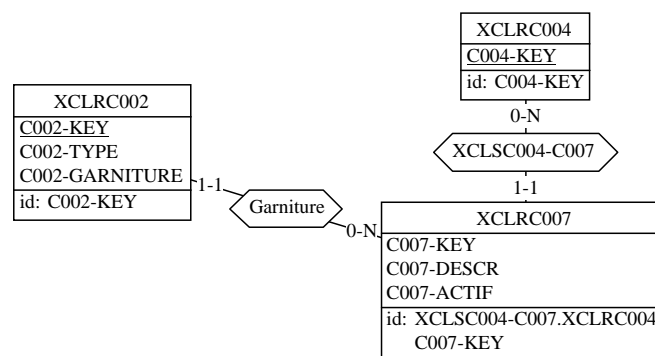 XCLRC004
C004-KEY
id: C004-KEY
0-N
XCLSC004-C007
1-1
XCLRC002
C002-KEY
C002-TYPE
C002-GARNITURE
id: C002-KEY
1-1
Garniture
0-N
XCLRC007
C007-KEY
C007-DESCR
C007-ACTIF
id: XCLSC004-C007.XCLRC004
C007-KEY